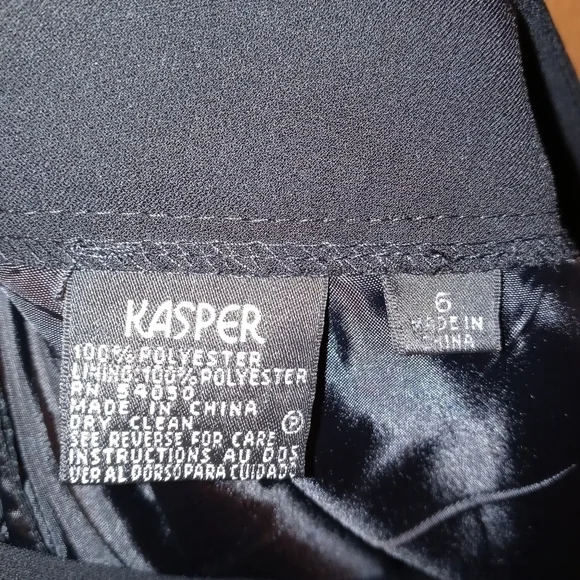 KASPER
100% POLYESTER
LINING:100% POLYESTER
RN 54050
MADE IN CHINA
DRY CLEAN Ⓟ
SEE REVERSE FOR CARE
INSTRUCTIONS AU DOS
VER AL DORSO PARA CUIDADO
6
MADE IN
CHINA